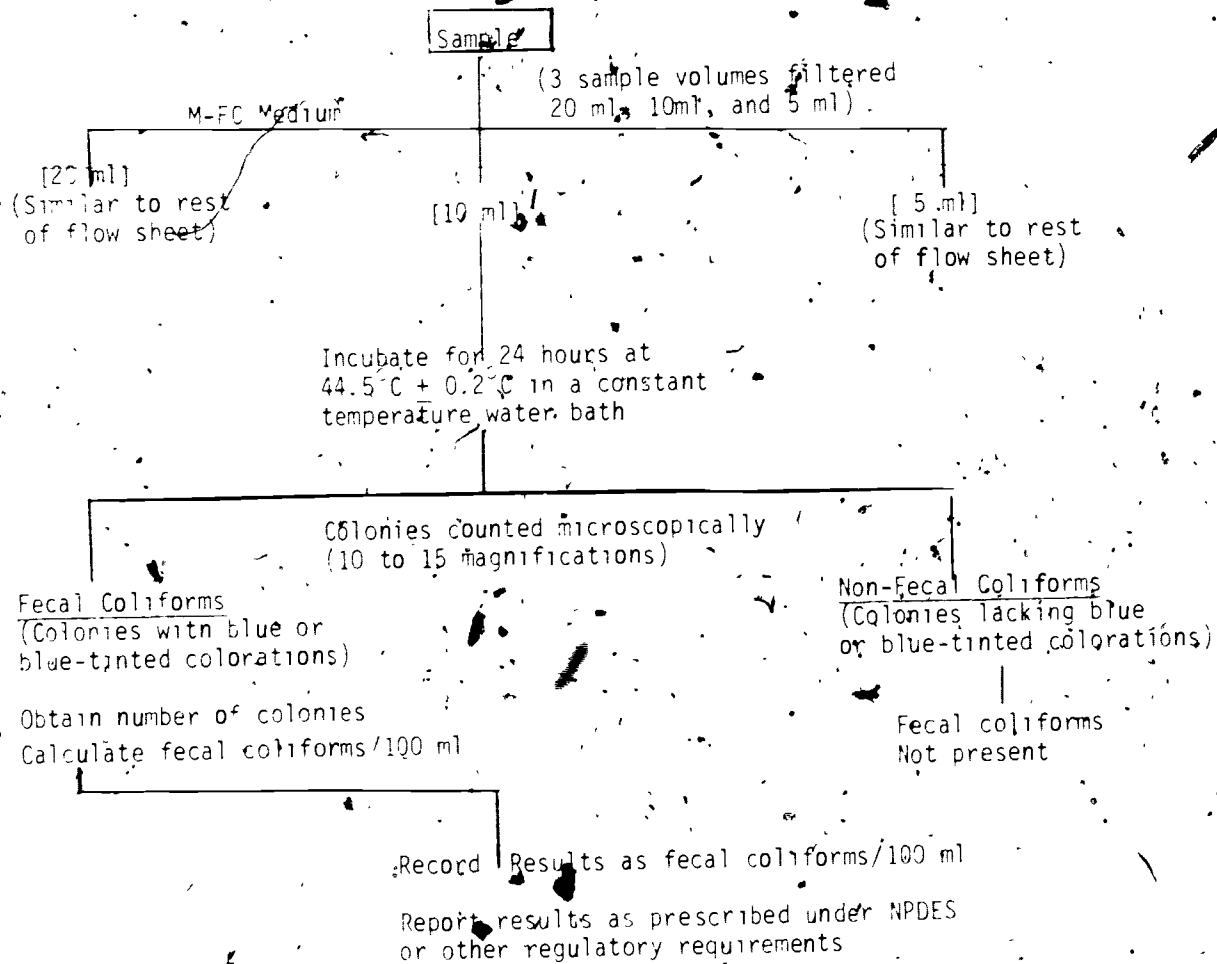 Sample
(3 sample volumes filtered
20 ml, 10ml, and 5 ml).
M-FC Medium
[20 ml]
(Similar to rest
of flow sheet)
[10 ml]
[ 5 ml]
(Similar to rest
of flow sheet)
Incubate for 24 hours at
44.5°C ± 0.2°C in a constant
temperature water bath
Colonies counted microscopically
(10 to 15 magnifications)
Fecal Coliforms
(Colonies with blue or
blue-tinted colorations)
Non-Fecal Coliforms
(Colonies lacking blue
or blue-tinted colorations)
Obtain number of colonies
Calculate fecal coliforms/100 ml
Fecal coliforms
Not present
Record Results as fecal coliforms/100 ml
Report results as prescribed under NPDES
or other regulatory requirements